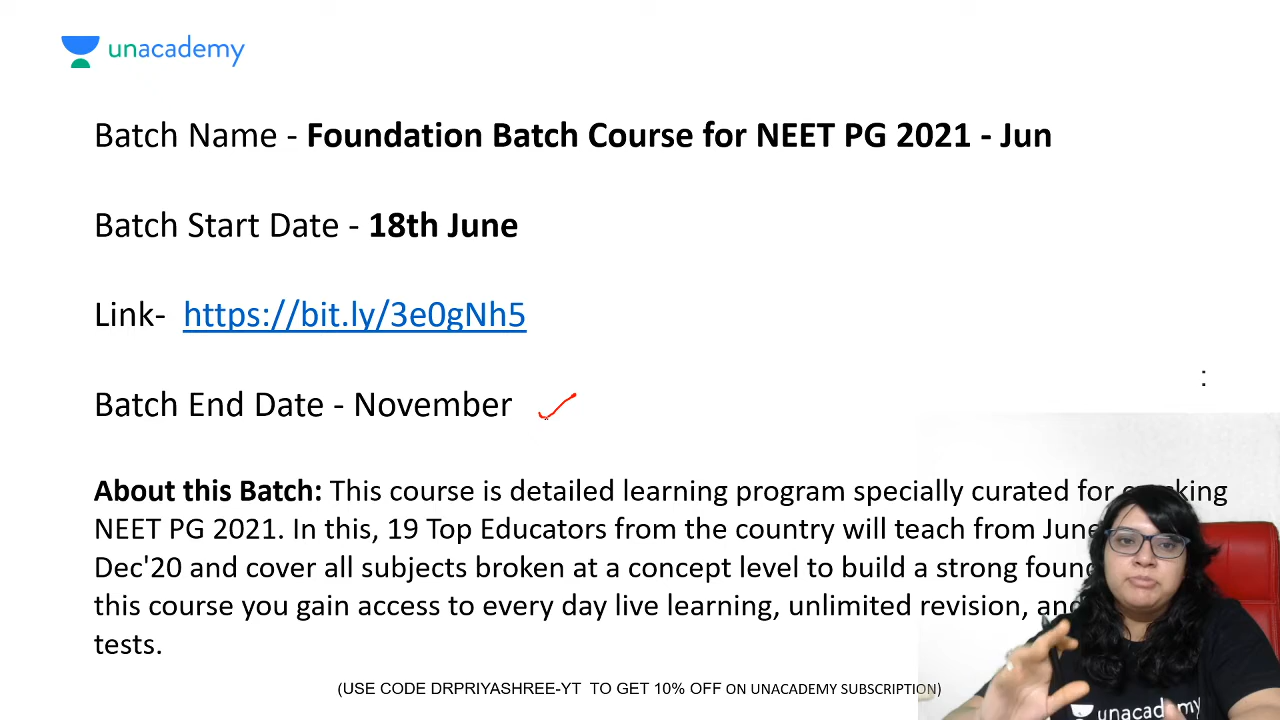 unacademy
Batch Name - Foundation Batch Course for NEET PG 2021 - Jun
Batch Start Date - 18th June
Link- https://bit.ly/3e0gNh5
Batch End Date - November
:
About this Batch: This course is detailed learning program specially curated for
NEET PG 2021. In this, 19 Top Educators from the country will teach from June
Dec'20 and cover all subjects broken at a concept level to build a strong
this course you gain access to every day live learning, unlimited revision,
tests.
(USE CODE DRPRIYASHREE-YT TO GET 10% OFF ON UNACADEMY SUBSCRIPTION)
unacademy